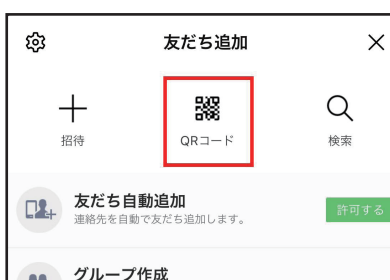 友だち追加
招待
QRコード
検索
友だち自動追加
連絡先を自動で友だち追加します。
許可する
グループ作成